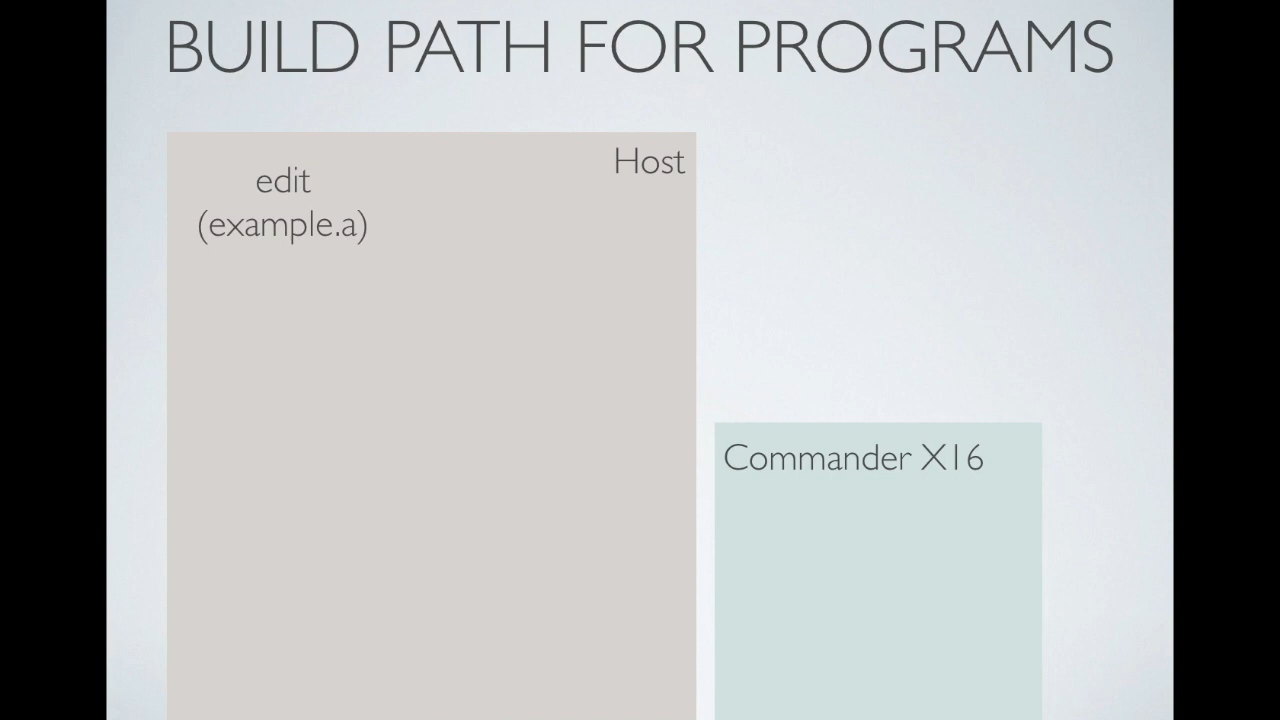 BUILD PATH FOR PROGRAMS
Host
edit
(example.a)
Commander X16